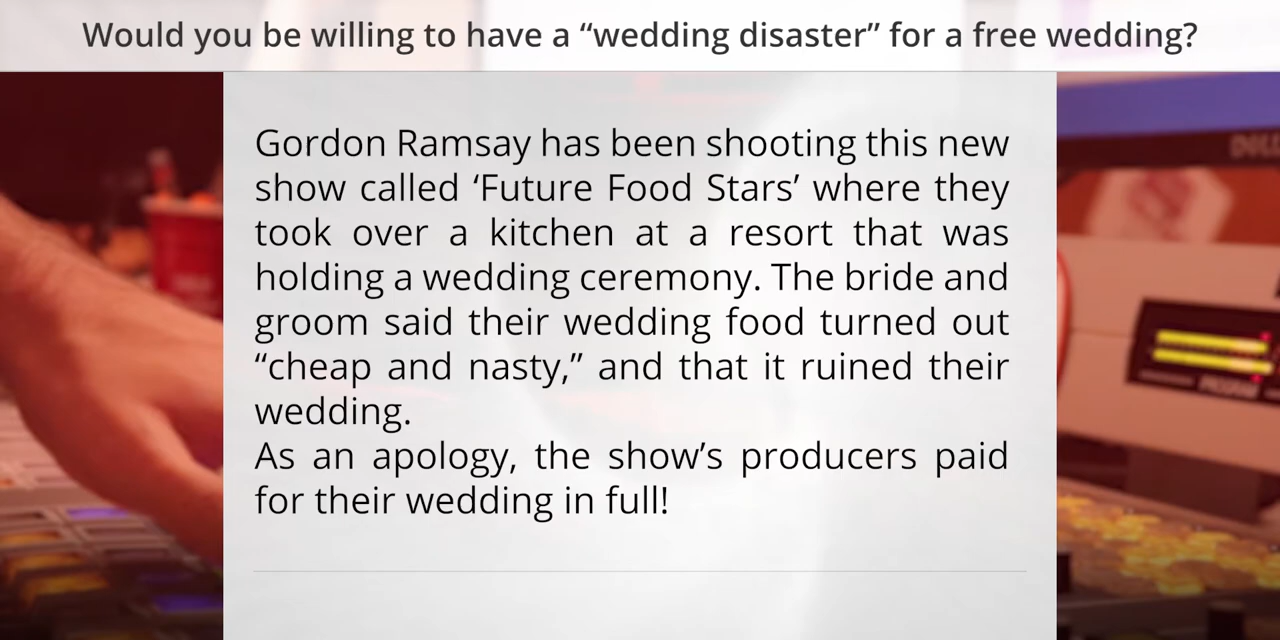 Would you be willing to have a “wedding disaster” for a free wedding?
Gordon Ramsay has been shooting this new
show called ‘Future Food Stars’ where they
took over a kitchen at a resort that was
holding a wedding ceremony. The bride and
groom said their wedding food turned out
“cheap and nasty,” and that it ruined their
wedding.
As an apology, the show’s producers paid
for their wedding in full!